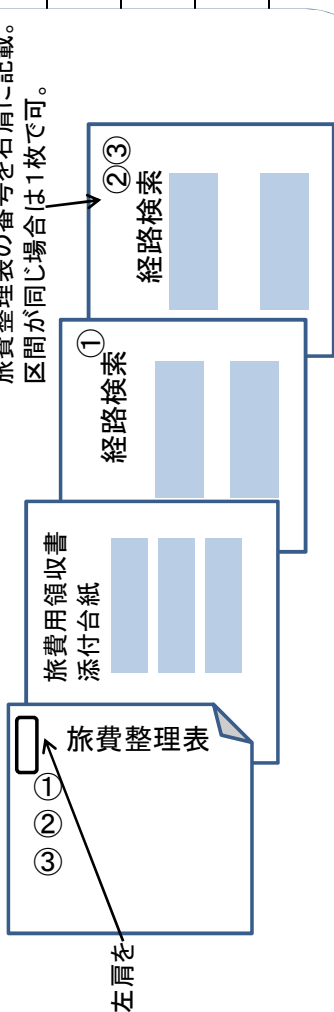 旅費整理表の番号を右肩に記載。
区間が同じ場合は1枚で可。
②③
経路検索
①
経路検索
旅費用領収書
添付台紙
旅費整理表
①
②
③
左肩を